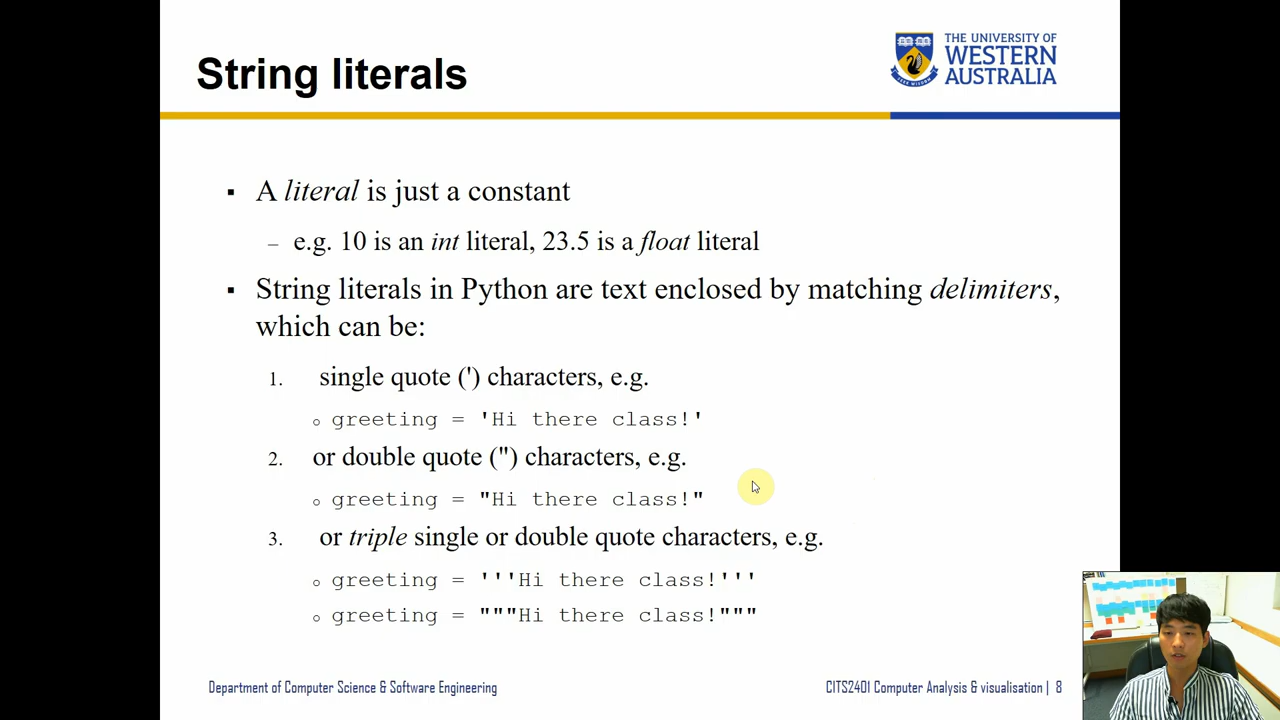 String literals
THE UNIVERSITY OF
WESTERN
AUSTRALIA
▪ A literal is just a constant
– e.g. 10 is an int literal, 23.5 is a float literal
▪ String literals in Python are text enclosed by matching delimiters,
which can be:
1. single quote (') characters, e.g.
○ greeting = 'Hi there class!'
2. or double quote (") characters, e.g.
○ greeting = "Hi there class!"
3. or triple single or double quote characters, e.g.
○ greeting = '''Hi there class!'''
○ greeting = """Hi there class!"""
Department of Computer Science & Software Engineering
CITS2401 Computer Analysis & visualisation | 8